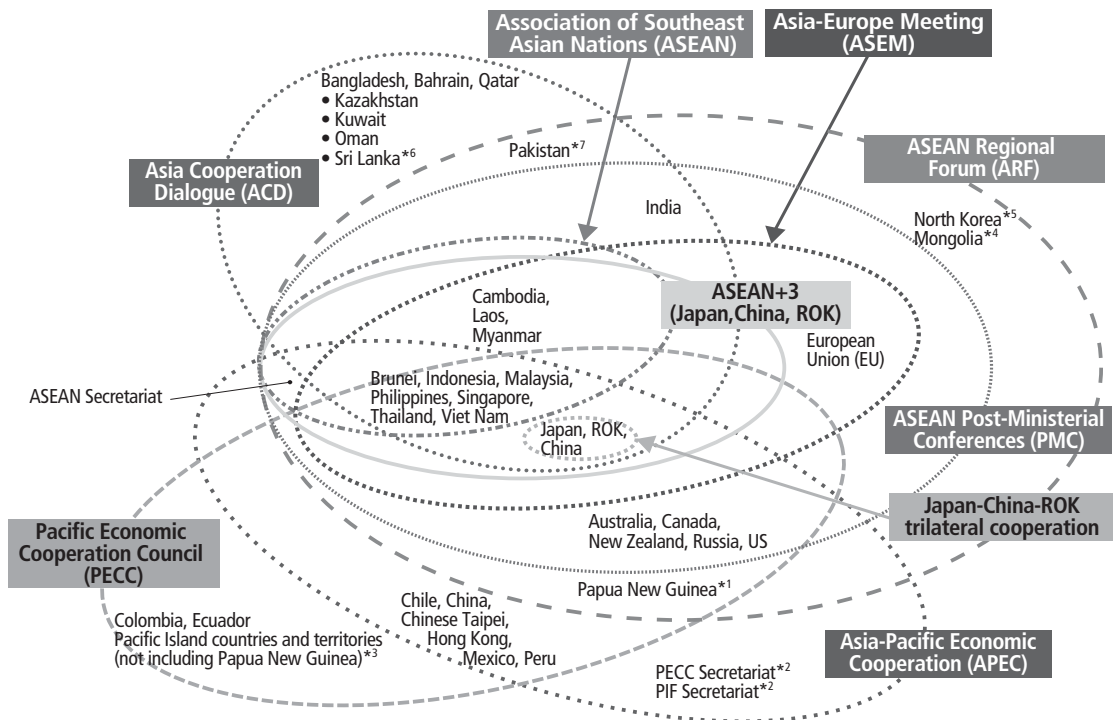 Association of Southeast
Asian Nations (ASEAN)
Asia-Europe Meeting
(ASEM)
Bangladesh, Bahrain, Qatar
• Kazakhstan
• Kuwait
• Oman
• Sri Lanka*6
Pakistan*7
ASEAN Regional
Forum (ARF)
Asia Cooperation
Dialogue (ACD)
India
North Korea*5
Mongolia*4
ASEAN+3
(Japan,China, ROK)
Cambodia,
Laos,
Myanmar
European
Union (EU)
ASEAN Secretariat
Brunei, Indonesia, Malaysia,
Philippines, Singapore,
Thailand, Viet Nam
Japan, ROK,
China
ASEAN Post-Ministerial
Conferences (PMC)
Japan-China-ROK
trilateral cooperation
Pacific Economic
Cooperation Council
(PECC)
Australia, Canada,
New Zealand, Russia, US
Papua New Guinea*1
Colombia, Ecuador
Pacific Island countries and territories
(not including Papua New Guinea)*3
Chile, China,
Chinese Taipei,
Hong Kong,
Mexico, Peru
Asia-Pacific Economic
Cooperation (APEC)
PECC Secretariat*2
PIF Secretariat*2